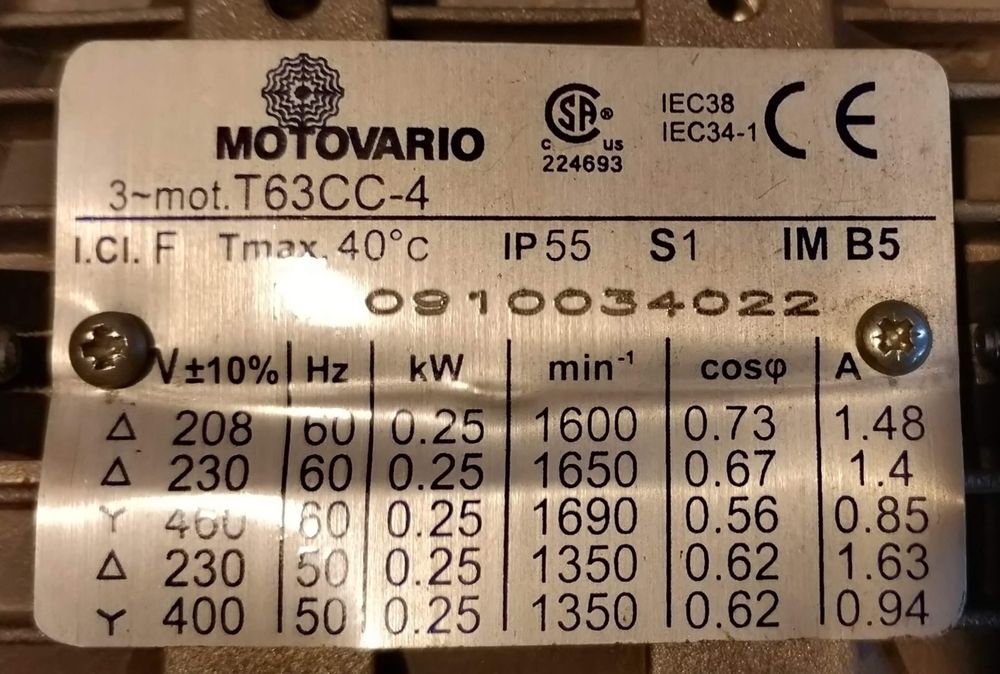 MOTOVARIO
CSA ®
C US
224693
IEC38
IEC34-1
CE
3~mot. T63CC-4
I.Cl. F Tmax. 40°C IP 55 S1 IM B5
0910034022
V ±10% Hz kW min⁻¹ cosφ A
Δ 208 60 0.25 1600 0.73 1.48
Δ 230 60 0.25 1650 0.67 1.4
Y 460 60 0.25 1690 0.56 0.85
Δ 230 50 0.25 1350 0.62 1.63
Y 400 50 0.25 1350 0.62 0.94